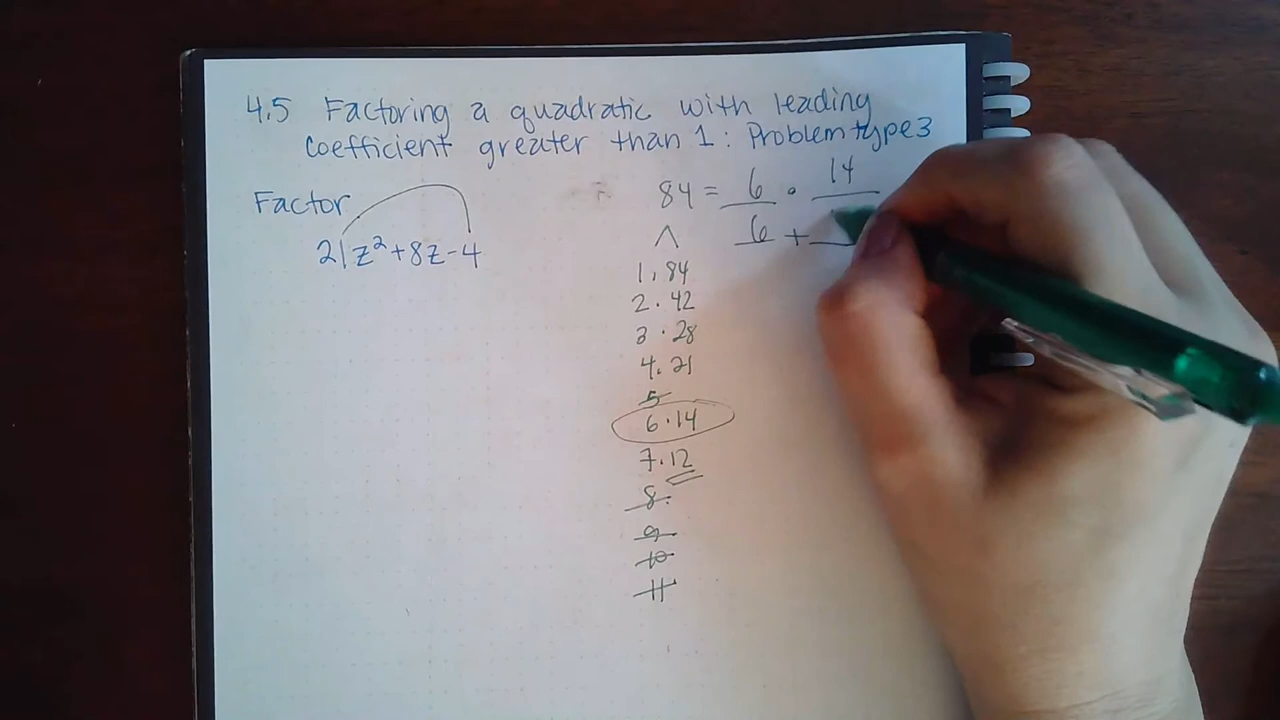 4.5 Factoring a quadratic with leading
coefficient greater than 1: Problem type 3
Factor
21z²+8z-4
84 = 6 · 14
6 +
1.84
2.42
3.28
4.21
5
6.14
7.12
8.
9
10
11